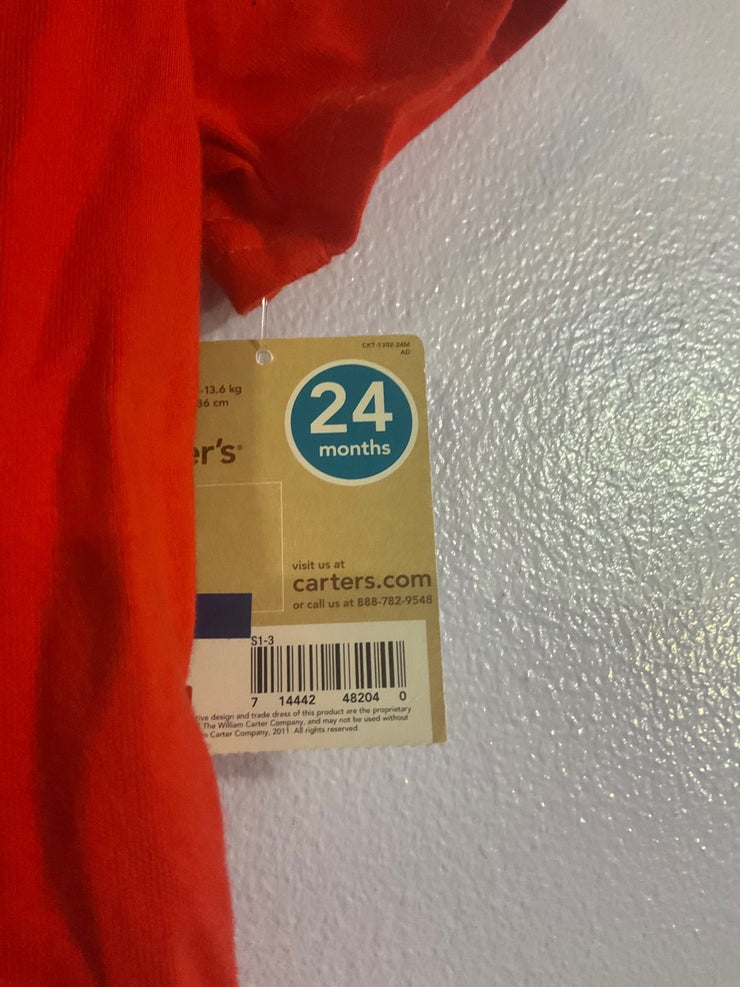 CKT-1302-24M
AD
-13.6 kg
86 cm
24
months
er's®
visit us at
carters.com
or call us at 888-782-9548
S1-3
7 14442 48204 0
tive design and trade dress of this product are the proprietary
The William Carter Company, and may not be used without
Carter Company, 2011 All rights reserved.